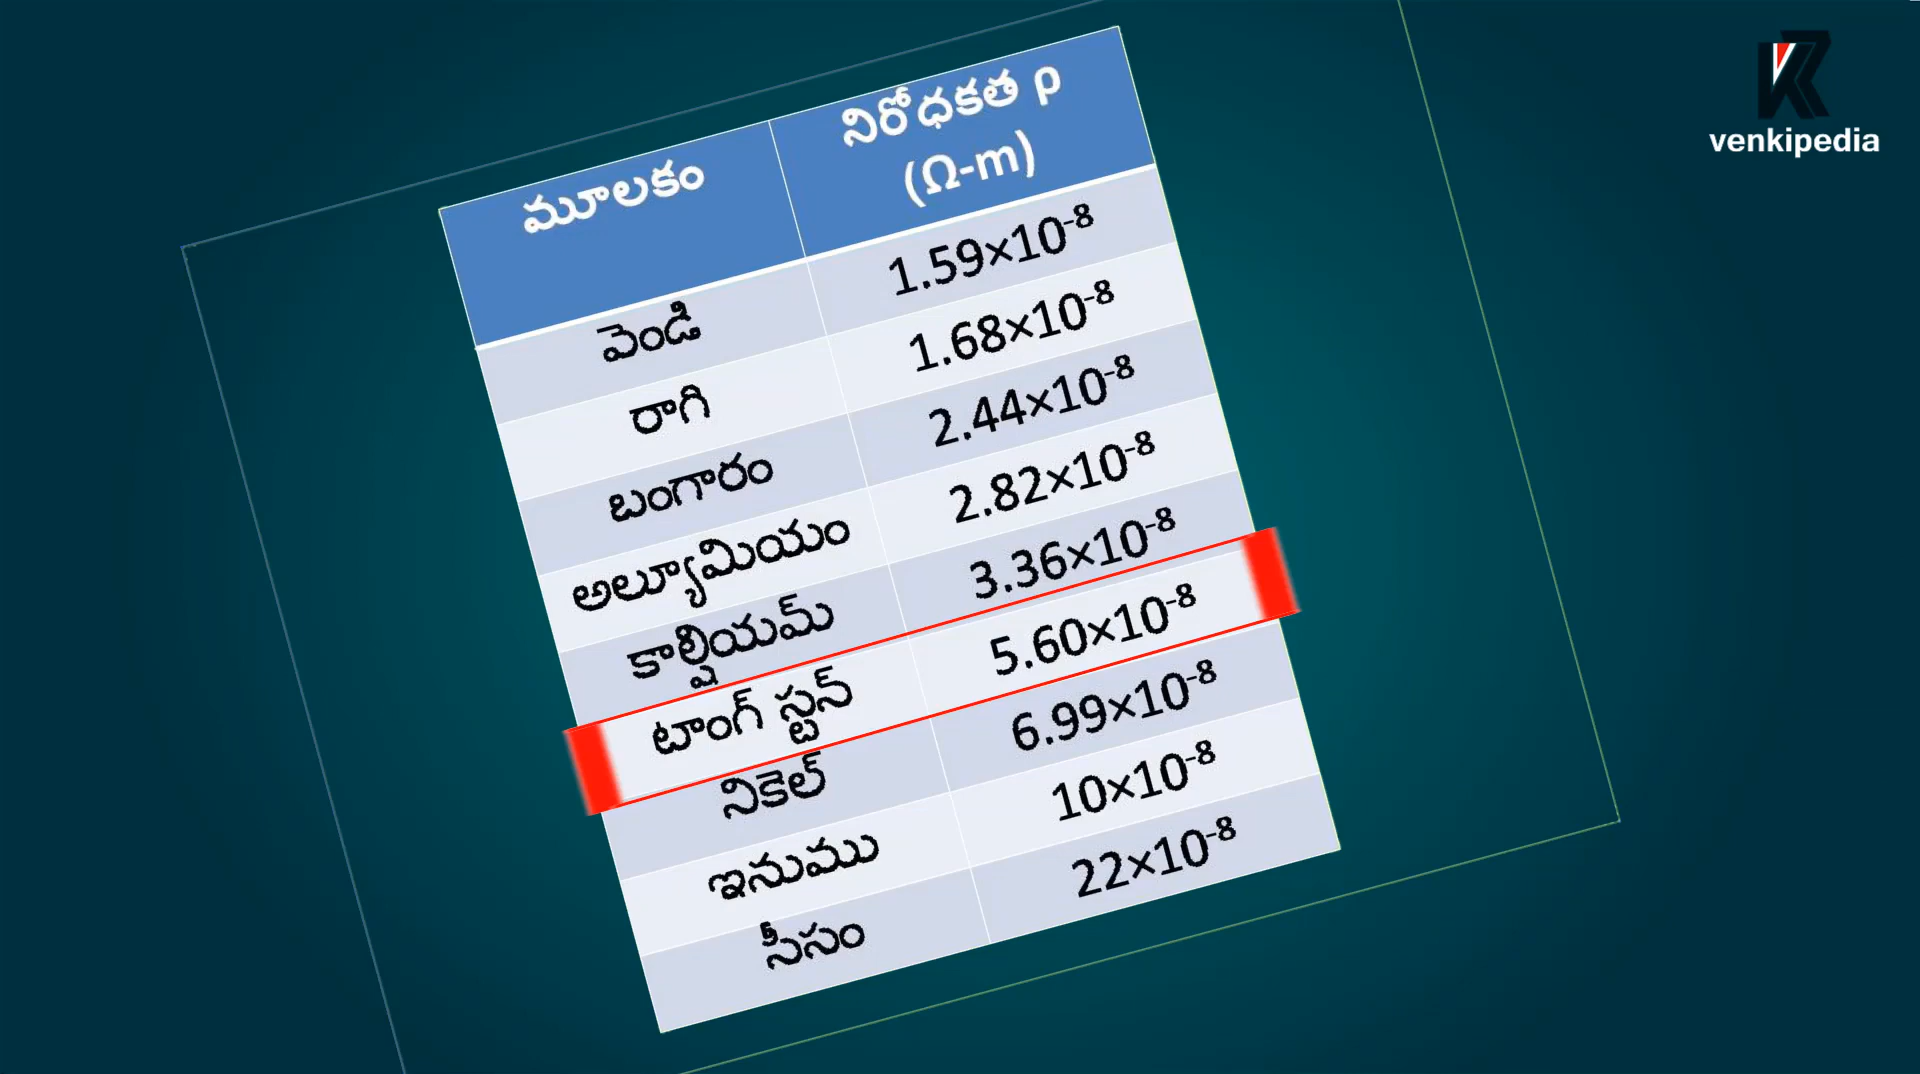 venkipedia
మూలకం నిరోధకత ρ
(Ω-m)
వెండి 1.59×10⁻⁸
రాగి 1.68×10⁻⁸
బంగారం 2.44×10⁻⁸
అల్యూమియం 2.82×10⁻⁸
కాల్షియమ్ 3.36×10⁻⁸
టాంగ్ స్టన్ 5.60×10⁻⁸
నికెల్ 6.99×10⁻⁸
ఇనుము 10×10⁻⁸
సీసం 22×10⁻⁸